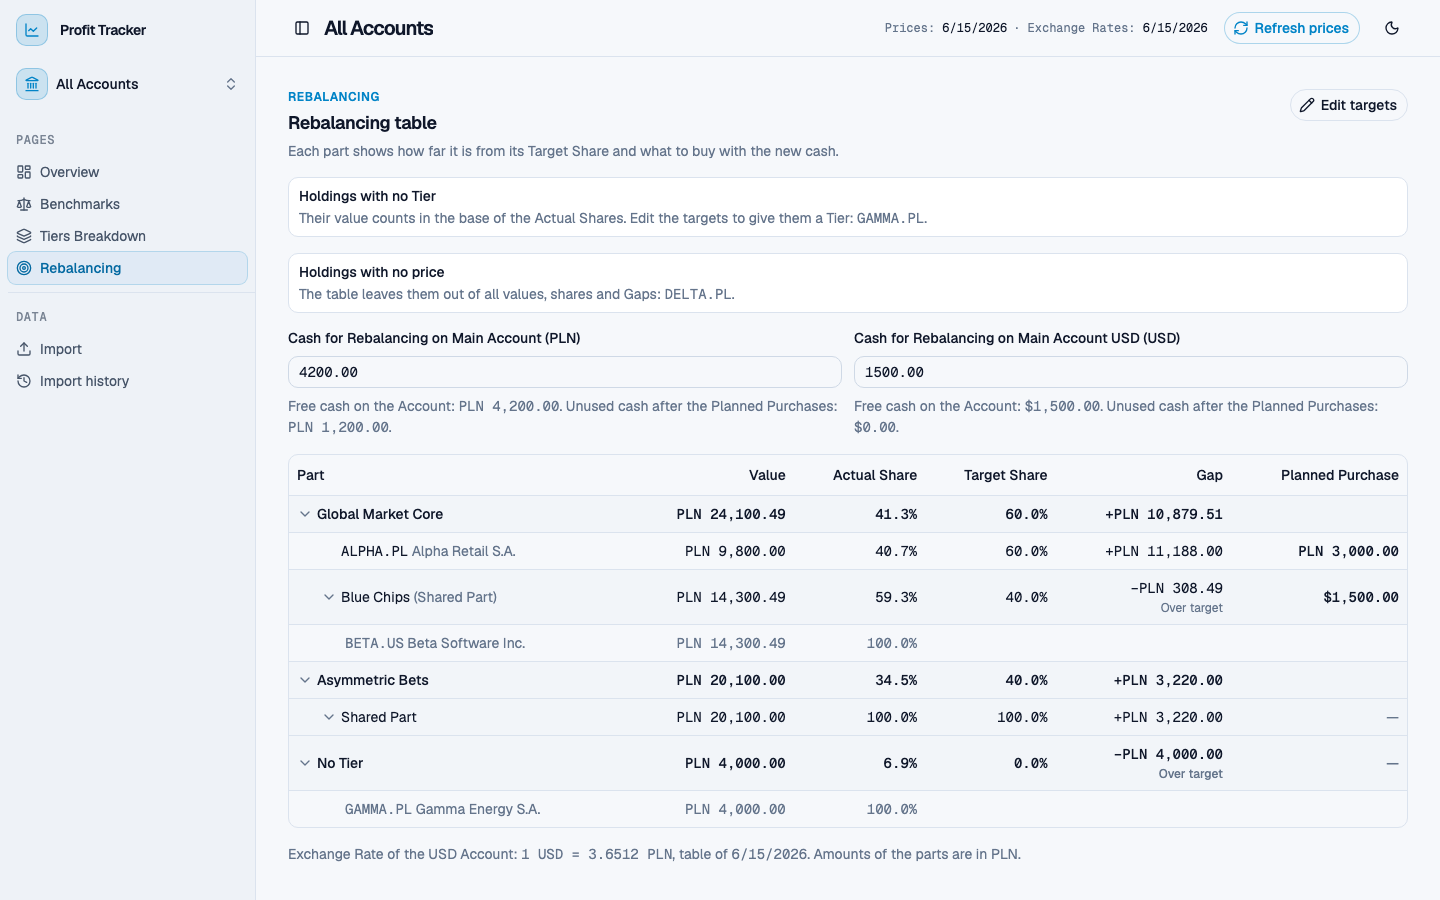 Profit Tracker
All Accounts
PAGES
Overview
Benchmarks
Tiers Breakdown
Rebalancing
DATA
Import
Import history
All Accounts
Prices: 6/15/2026 · Exchange Rates: 6/15/2026
Refresh prices
REBALANCING
Rebalancing table
Each part shows how far it is from its Target Share and what to buy with the new cash.
Edit targets
Holdings with no Tier
Their value counts in the base of the Actual Shares. Edit the targets to give them a Tier: GAMMA.PL.
Holdings with no price
The table leaves them out of all values, shares and Gaps: DELTA.PL.
Cash for Rebalancing on Main Account (PLN)
4200.00
Free cash on the Account: PLN 4,200.00. Unused cash after the Planned Purchases:
PLN 1,200.00.
Cash for Rebalancing on Main Account USD (USD)
1500.00
Free cash on the Account: $1,500.00. Unused cash after the Planned Purchases:
$0.00.
Part Value Actual Share Target Share Gap Planned Purchase
Global Market Core PLN 24,100.49 41.3% 60.0% +PLN 10,879.51
ALPHA.PL Alpha Retail S.A. PLN 9,800.00 40.7% 60.0% +PLN 11,188.00 PLN 3,000.00
Blue Chips (Shared Part) PLN 14,300.49 59.3% 40.0% −PLN 308.49 $1,500.00
Over target
BETA.US Beta Software Inc. PLN 14,300.49 100.0%
Asymmetric Bets PLN 20,100.00 34.5% 40.0% +PLN 3,220.00
Shared Part PLN 20,100.00 100.0% 100.0% +PLN 3,220.00 —
No Tier PLN 4,000.00 6.9% 0.0% −PLN 4,000.00 —
Over target
GAMMA.PL Gamma Energy S.A. PLN 4,000.00 100.0%
Exchange Rate of the USD Account: 1 USD = 3.6512 PLN, table of 6/15/2026. Amounts of the parts are in PLN.